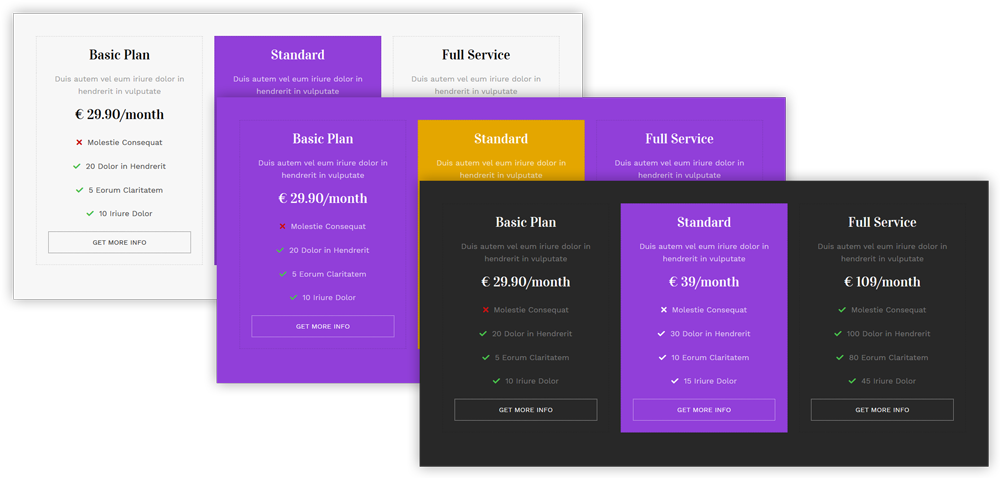 Basic Plan
Duis autem vel eum iriure dolor in
hendrerit in vulputate
€ 29.90/month
Molestie Consequat
20 Dolor in Hendrerit
5 Eorum Claritatem
10 Iriure Dolor
GET MORE INFO
Standard
Duis autem vel eum iriure dolor in
hendrerit in vulputate
Full Service
Duis autem vel eum iriure dolor in
hendrerit in vulputate
Basic Plan
Duis autem vel eum iriure dolor in
hendrerit in vulputate
€ 29.90/month
Molestie Consequat
20 Dolor in Hendrerit
5 Eorum Claritatem
10 Iriure Dolor
GET MORE INFO
Standard
Duis autem vel eum iriure dolor in
hendrerit in vulputate
Full Service
Duis autem vel eum iriure dolor in
hendrerit in vulputate
Basic Plan
Duis autem vel eum iriure dolor in
hendrerit in vulputate
€ 29.90/month
Molestie Consequat
20 Dolor in Hendrerit
5 Eorum Claritatem
10 Iriure Dolor
GET MORE INFO
Standard
Duis autem vel eum iriure dolor in
hendrerit in vulputate
€ 39/month
Molestie Consequat
30 Dolor in Hendrerit
10 Eorum Claritatem
15 Iriure Dolor
GET MORE INFO
Full Service
Duis autem vel eum iriure dolor in
hendrerit in vulputate
€ 109/month
Molestie Consequat
100 Dolor in Hendrerit
80 Eorum Claritatem
45 Iriure Dolor
GET MORE INFO